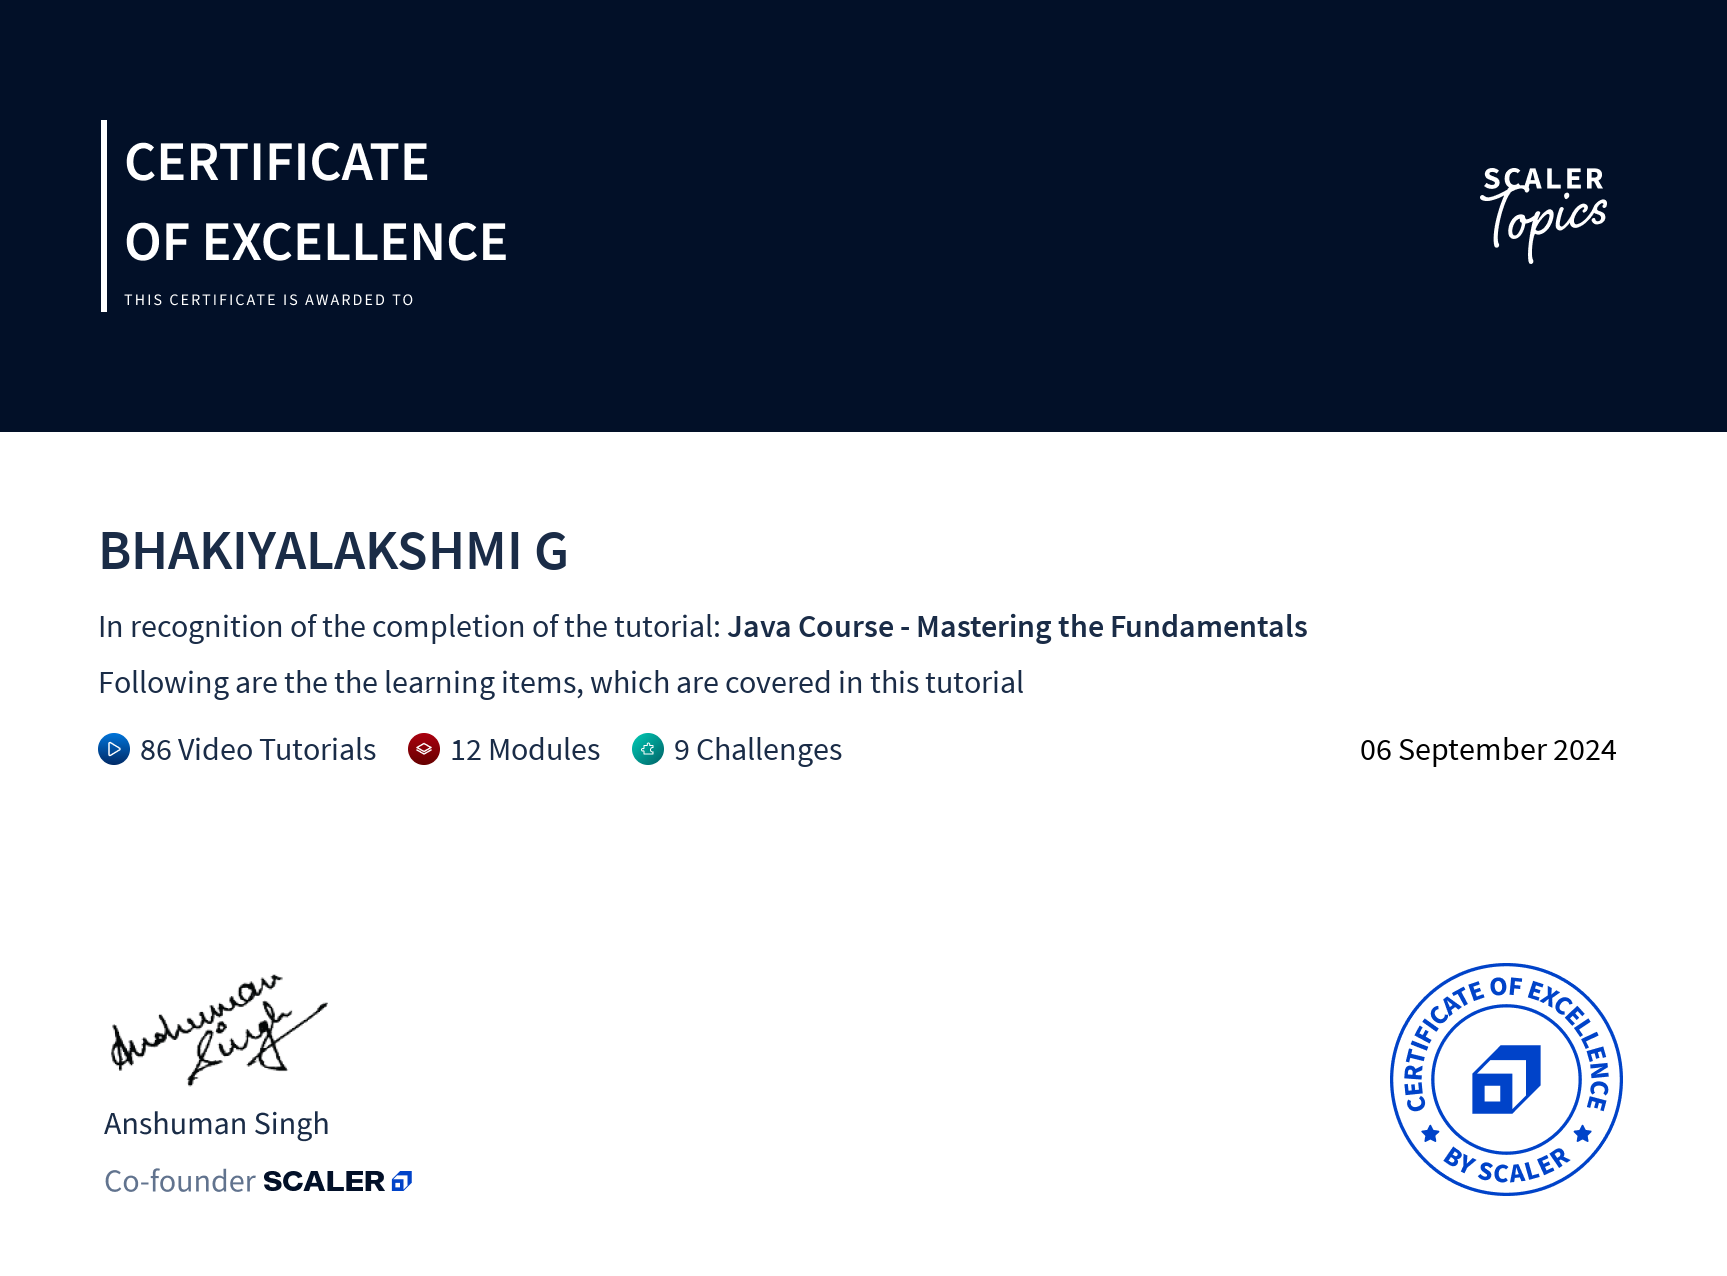 CERTIFICATE
OF EXCELLENCE
THIS CERTIFICATE IS AWARDED TO
SCALER
Topics
BHAKIYALAKSHMI G
In recognition of the completion of the tutorial: Java Course - Mastering the Fundamentals
Following are the the learning items, which are covered in this tutorial
86 Video Tutorials 12 Modules 9 Challenges 06 September 2024
Anshuman
Singh
Anshuman Singh
Co-founder SCALER
CERTIFICATE OF EXCELLENCE
BY SCALER